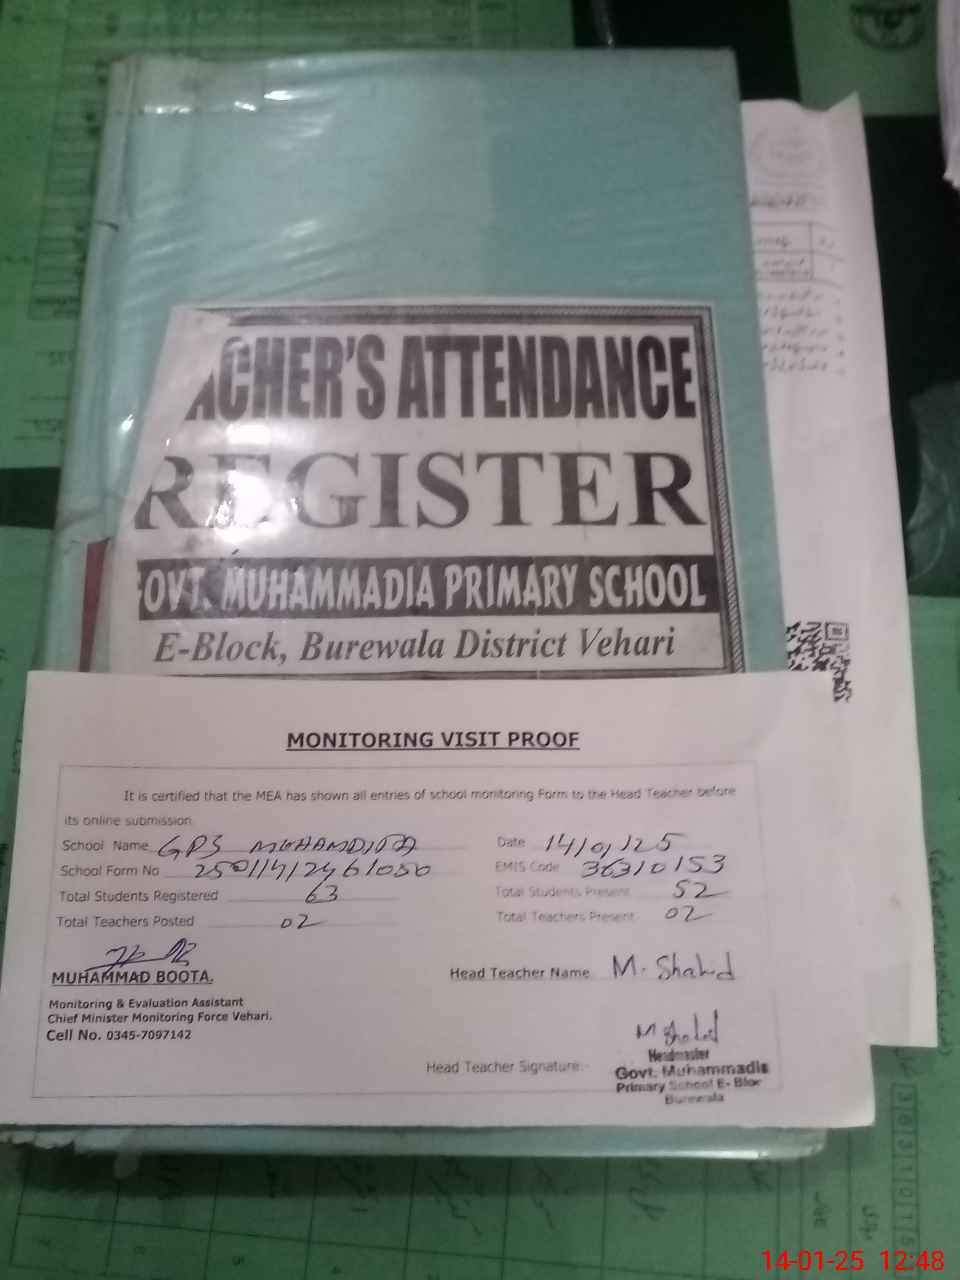 ACHER'S ATTENDANCE
REGISTER
GOVT. MUHAMMADIA PRIMARY SCHOOL
E-Block, Burewala District Vehari
MONITORING VISIT PROOF
It is certified that the MEA has shown all entries of school monitoring Form to the Head Teacher before
its online submission.
School Name GPS MUHAMDIA Date 14/01/25
School Form No EMIS Code 36310153
Total Students Registered 63 Total Students Present 52
Total Teachers Posted 02 Total Teachers Present 02
MUHAMMAD BOOTA. Head Teacher Name M. Shahid
Monitoring & Evaluation Assistant
Chief Minister Monitoring Force Vehari.
Cell No. 0345-7097142
M Shahid
Headmaster
Head Teacher Signature:- Govt. Muhammadia
Primary School E-Bloc
Burewala
14-01-25 12:48